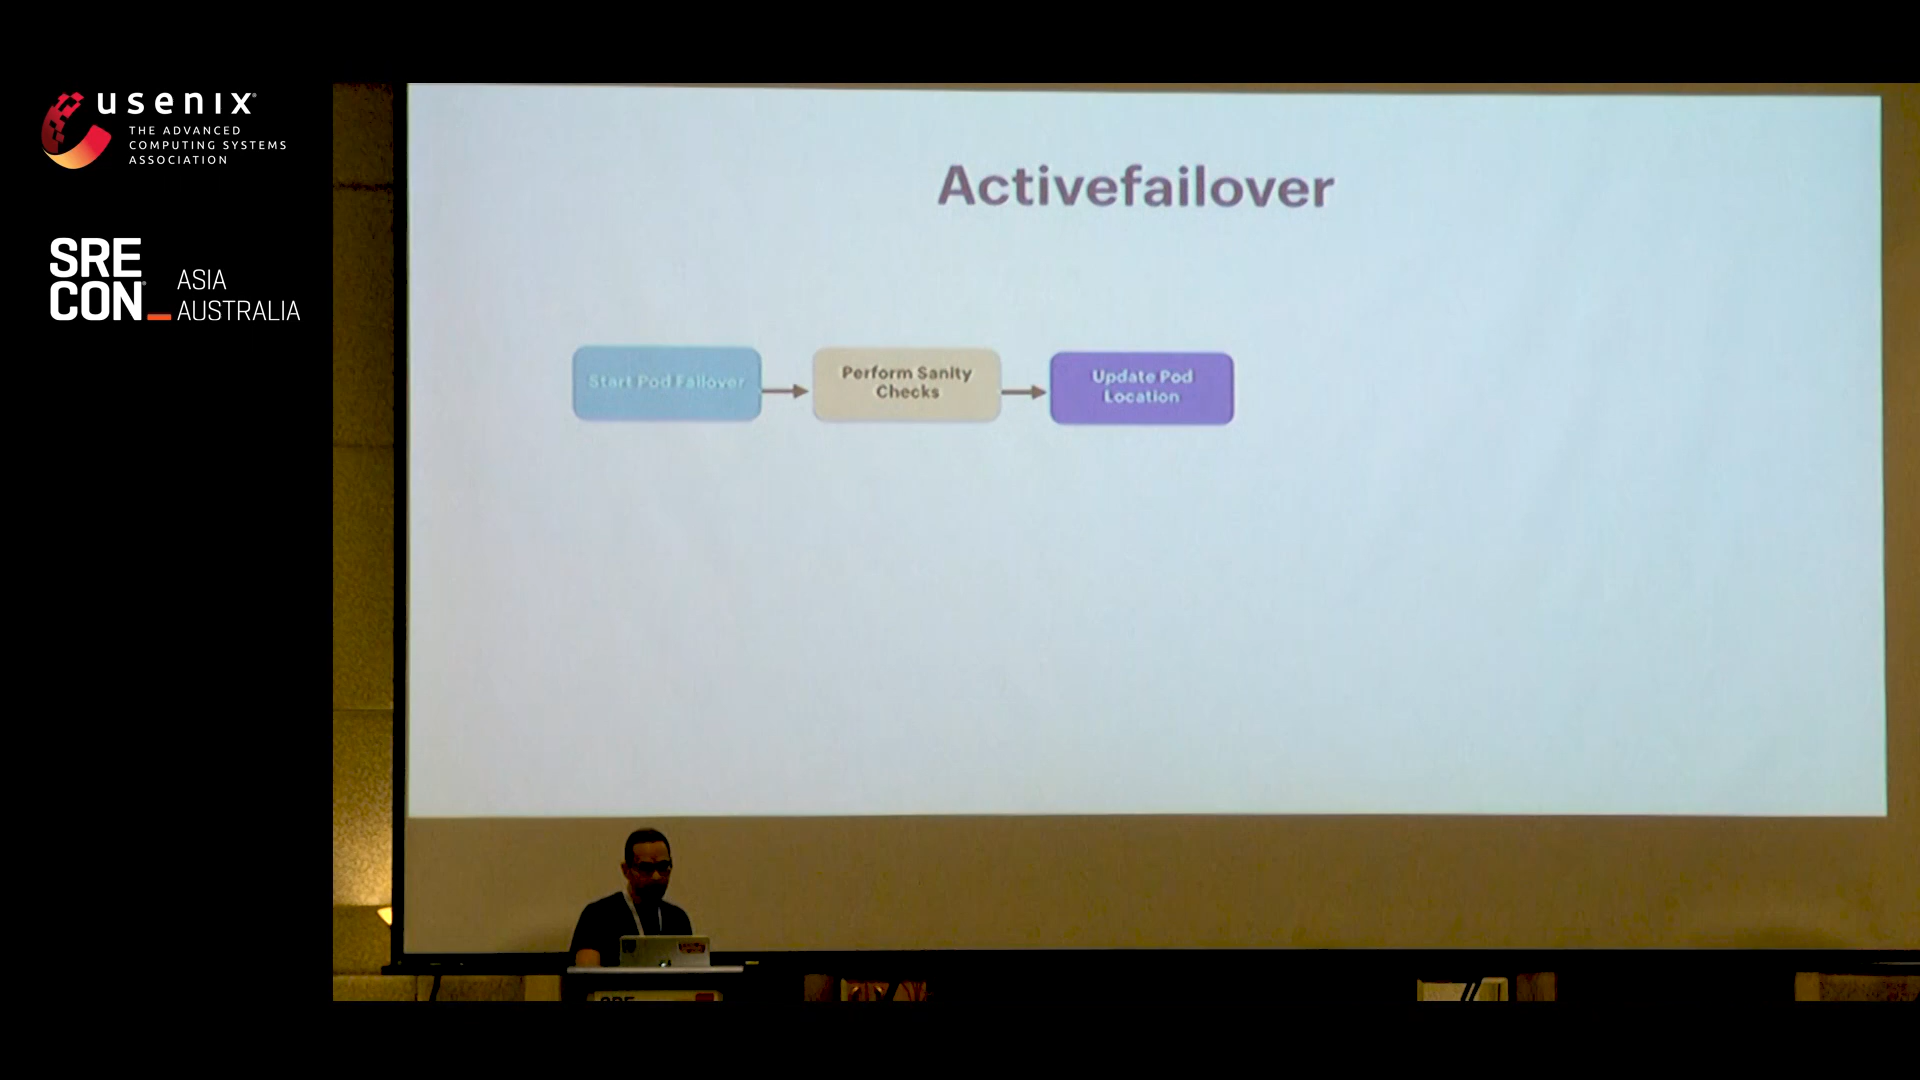 usenix
THE ADVANCED
COMPUTING SYSTEMS
ASSOCIATION
SRE
CON
ASIA
AUSTRALIA
Activefailover
Start Pod Failover
Perform Sanity
Checks
Update Pod
Location